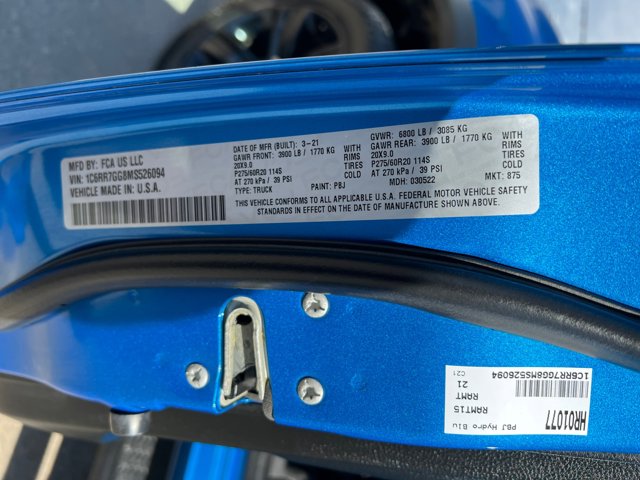 MFD BY: FCA US LLC
VIN: 1C6RR7GG8MS526094
VEHICLE MADE IN U.S.A.
DATE OF MFR (BUILT): 3-21
GAWR FRONT: 3900 LB / 1770 KG WITH
20X9.0 RIMS
P275/60R20 114S TIRES
AT 270 kPa / 39 PSI COLD
TYPE: TRUCK PAINT: PBJ
GVWR: 6800 LB / 3085 KG
GAWR REAR: 3900 LB / 1770 KG WITH
20X9.0 RIMS
P275/60R20 114S TIRES
AT 270 kPa / 39 PSI COLD
MDH: 030522 MKT: 875
THIS VEHICLE CONFORMS TO ALL APPLICABLE U.S.A. FEDERAL MOTOR VEHICLE SAFETY
STANDARDS IN EFFECT ON THE DATE OF MANUFACTURE SHOWN ABOVE.
PBJ Hydro Blu
HR01077
RAMT15
RAMT
21
1C6RR7GG8MS526094
C21